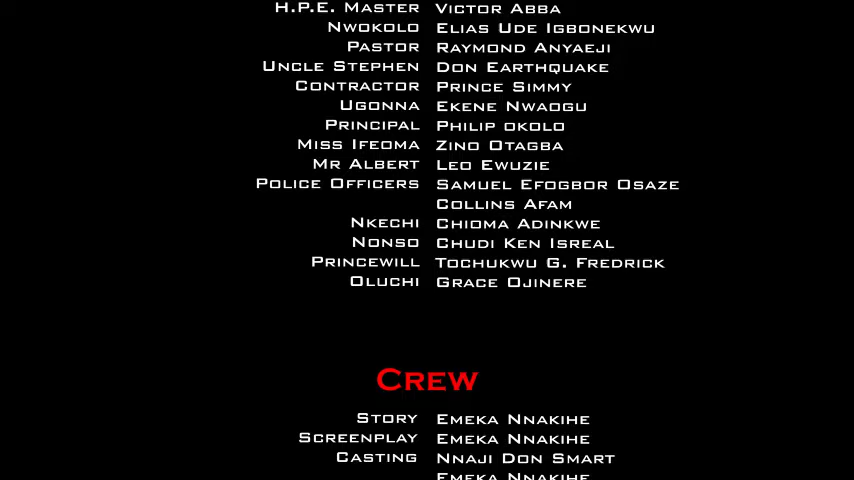 H.P.E. Master Victor Abba
Nwokolo Elias Ude Igbonekwu
Pastor Raymond Anyaeji
Uncle Stephen Don Earthquake
Contractor Prince Simmy
Ugonna Ekene Nwaogu
Principal Philip okolo
Miss Ifeoma Zino Otagba
Mr Albert Leo Ewuzie
Police Officers Samuel Efogbor Osaze
Collins Afam
Nkechi Chioma Adinkwe
Nonso Chudi Ken Isreal
Princewill Tochukwu G. Fredrick
Oluchi Grace Ojinere
Crew
Story Emeka Nnakihe
Screenplay Emeka Nnakihe
Casting Nnaji Don Smart
Emeka Nnakihe